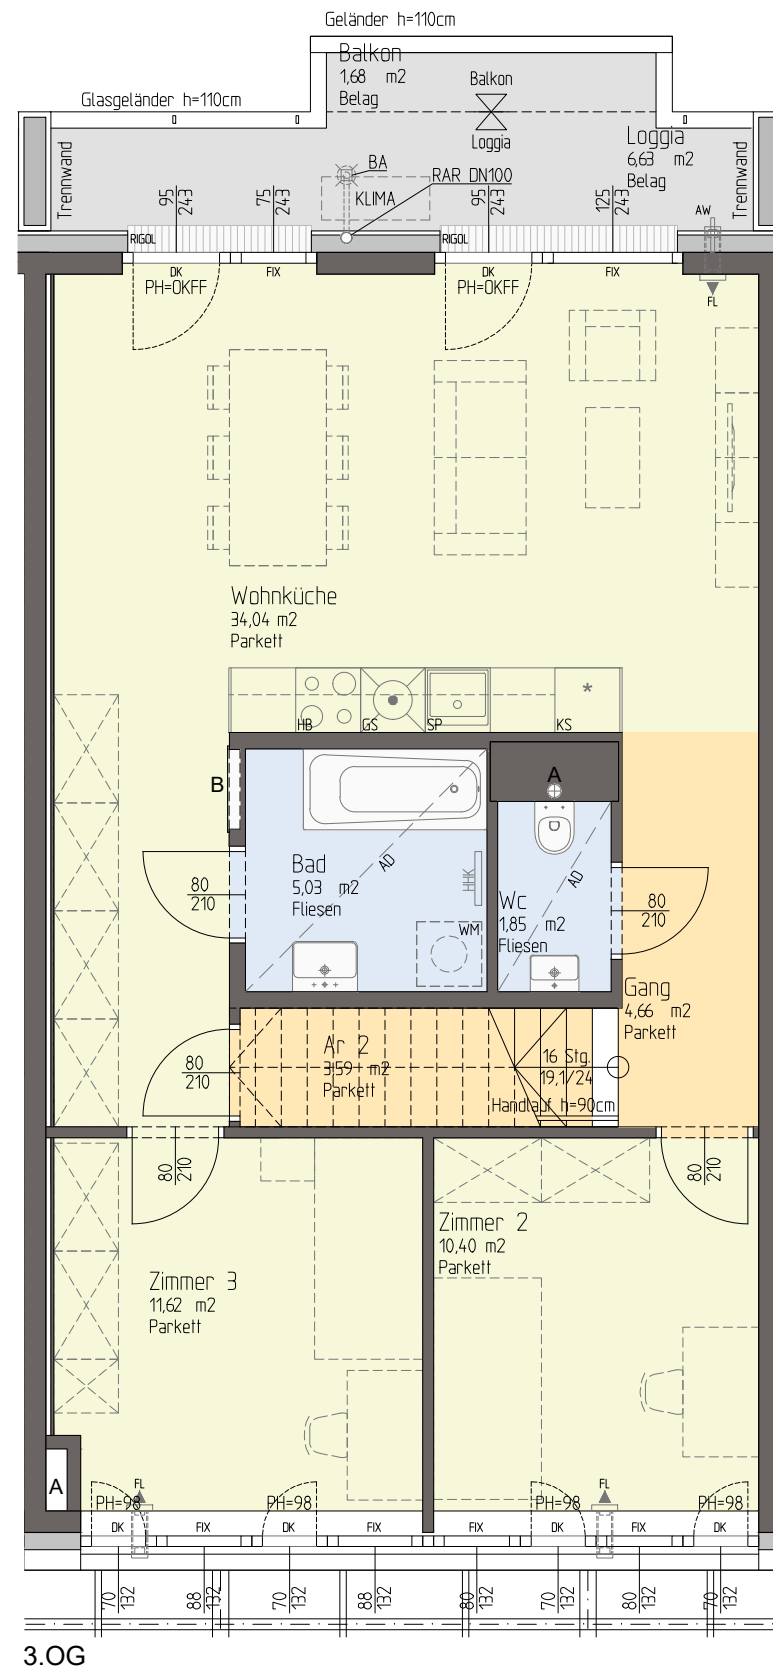 Geländer h=110cm
Balkon
1,68 m2
Belag
Balkon
Loggia
Glasgeländer h=110cm
Loggia
6,63 m2
Belag
Trennwand
Trennwand
BA
RAR DN100
KLIMA
95
243
75
243
95
243
125
243
AW
RIGOL
RIGOL
DK
FIX
DK
FIX
PH=OKFF
PH=OKFF
FL
Wohnküche
34,04 m2
Parkett
*
HB
GS
SP
KS
B
A
Bad
5,03 m2
Fliesen
AD
HHK
WM
AD
Wc
1,85 m2
Fliesen
80
210
80
210
Gang
4,66 m2
Parkett
Ar 2
3,59 m2
Parkett
16 Stg.
19,1/24
Handlauf h=90cm
80
210
80
210
80
210
Zimmer 2
10,40 m2
Parkett
Zimmer 3
11,62 m2
Parkett
A
FL
FL
PH=98
PH=98
PH=98
PH=98
DK
FIX
DK
FIX
FIX
DK
FIX
DK
70
132
88
132
70
132
88
132
80
132
70
132
80
132
70
132
3.OG